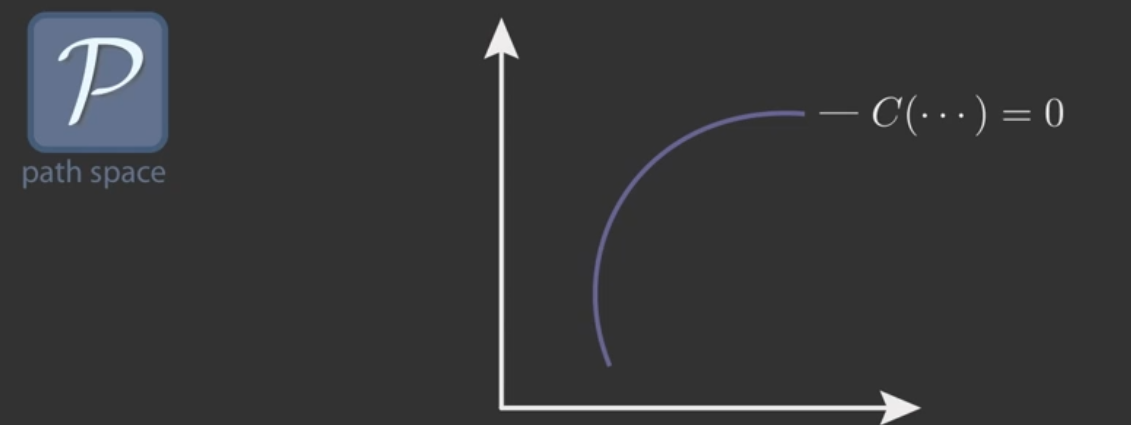 P
path space
— C(···) = 0